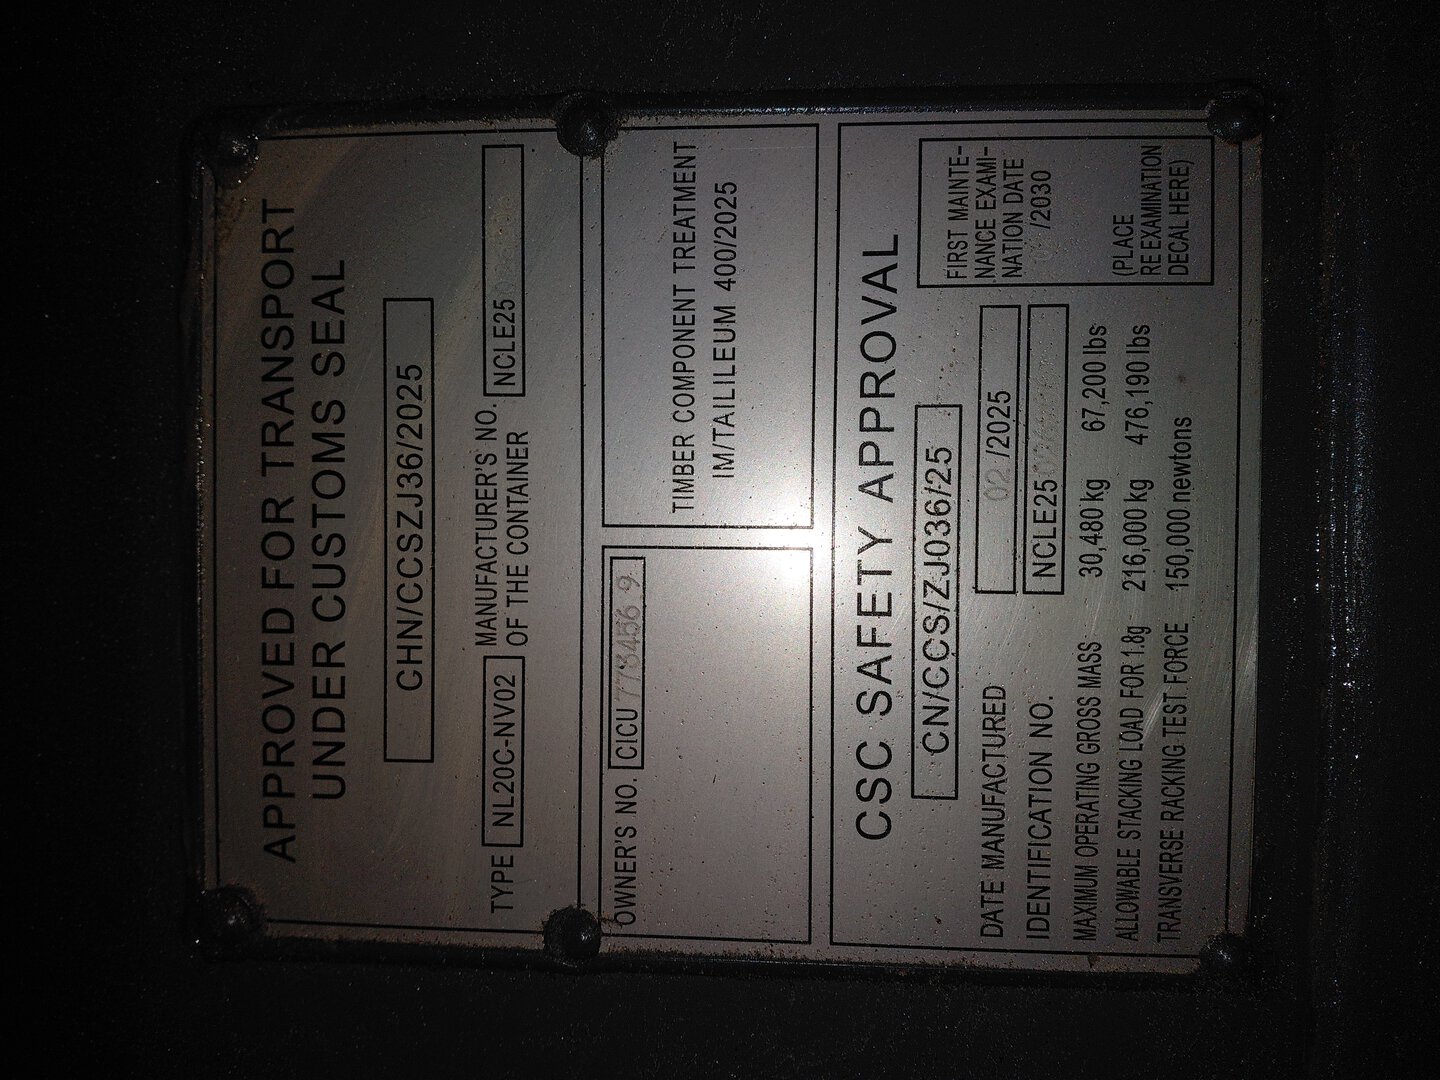 APPROVED FOR TRANSPORT
UNDER CUSTOMS SEAL
CHN/CCSZJ36/2025
TYPE NL20C-NV02 MANUFACTURER'S NO. OF THE CONTAINER NCLE25
OWNER'S NO. CICU 773456 9
TIMBER COMPONENT TREATMENT
IM/TAILILEUM 400/2025
CSC SAFETY APPROVAL
CN/CCS/ZJ036/25
DATE MANUFACTURED 02 /2025
IDENTIFICATION NO. NCLE25
MAXIMUM OPERATING GROSS MASS 30,480 kg 67,200 lbs
ALLOWABLE STACKING LOAD FOR 1.8g 216,000 kg 476,190 lbs
TRANSVERSE RACKING TEST FORCE 150,000 newtons
FIRST MAINTE-
NANCE EXAMI-
NATION DATE
/2030
(PLACE
REEXAMINATION
DECAL HERE)